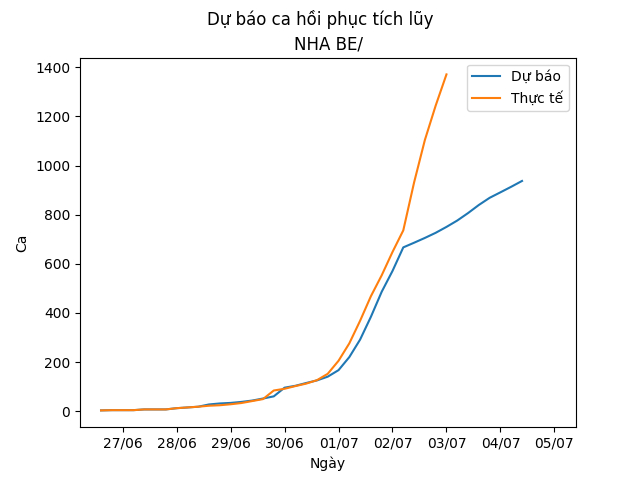 Dự báo ca hồi phục tích lũy
NHA BE/
Dự báo
Thực tế
1400
1200
1000
800
600
400
200
0
Ca
27/06 28/06 29/06 30/06 01/07 02/07 03/07 04/07 05/07
Ngày